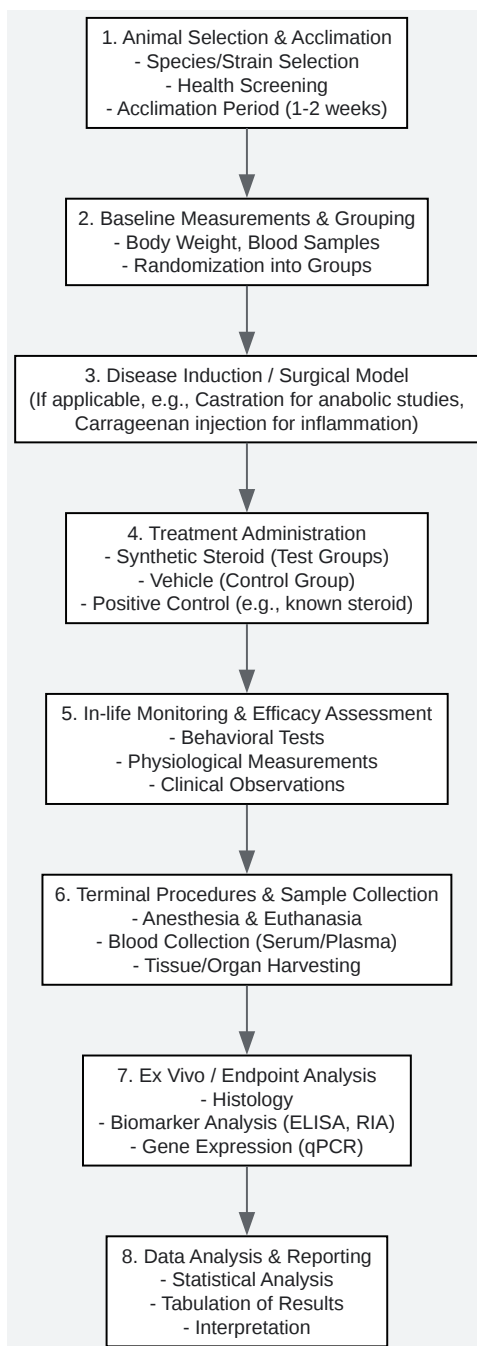 1. Animal Selection & Acclimation
- Species/Strain Selection
- Health Screening
- Acclimation Period (1-2 weeks)
2. Baseline Measurements & Grouping
- Body Weight, Blood Samples
- Randomization into Groups
3. Disease Induction / Surgical Model
(If applicable, e.g., Castration for anabolic studies,
Carrageenan injection for inflammation)
4. Treatment Administration
- Synthetic Steroid (Test Groups)
- Vehicle (Control Group)
- Positive Control (e.g., known steroid)
5. In-life Monitoring & Efficacy Assessment
- Behavioral Tests
- Physiological Measurements
- Clinical Observations
6. Terminal Procedures & Sample Collection
- Anesthesia & Euthanasia
- Blood Collection (Serum/Plasma)
- Tissue/Organ Harvesting
7. Ex Vivo / Endpoint Analysis
- Histology
- Biomarker Analysis (ELISA, RIA)
- Gene Expression (qPCR)
8. Data Analysis & Reporting
- Statistical Analysis
- Tabulation of Results
- Interpretation